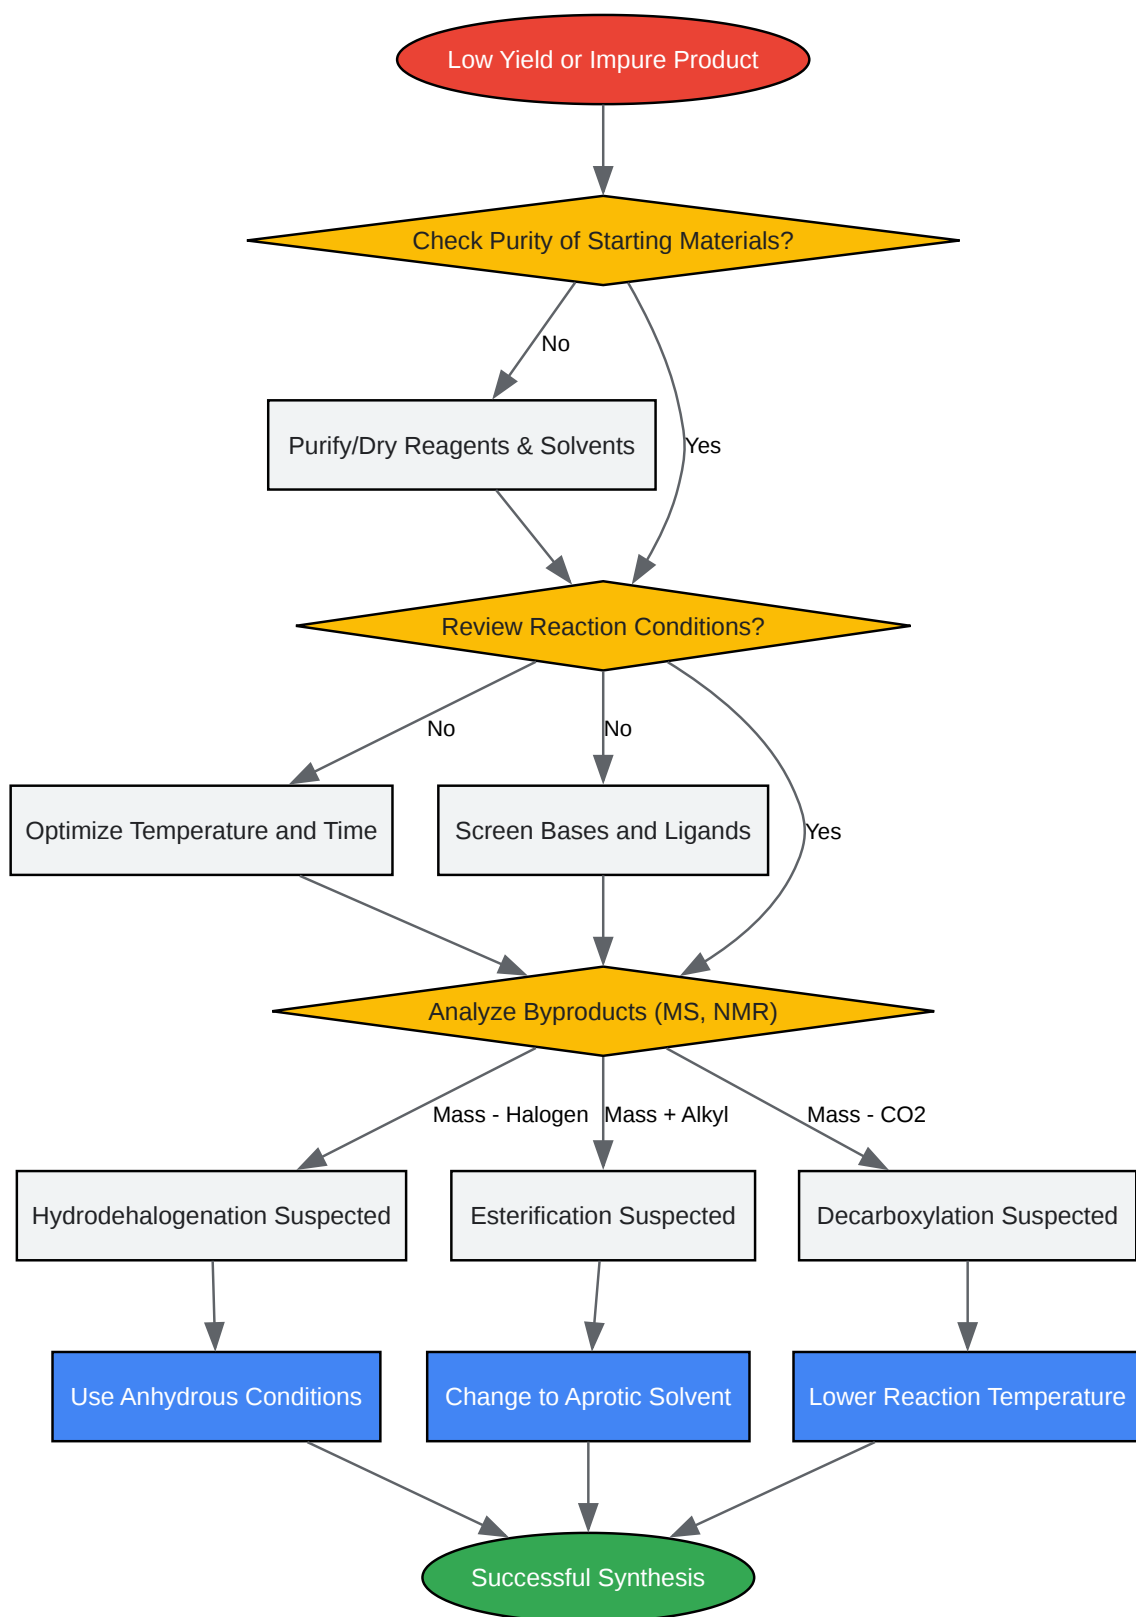 Low Yield or Impure Product
Check Purity of Starting Materials?
No
Purify/Dry Reagents & Solvents
Yes
Review Reaction Conditions?
No
No
Optimize Temperature and Time
Screen Bases and Ligands
Yes
Analyze Byproducts (MS, NMR)
Mass - Halogen
Mass + Alkyl
Mass - CO2
Hydrodehalogenation Suspected
Esterification Suspected
Decarboxylation Suspected
Use Anhydrous Conditions
Change to Aprotic Solvent
Lower Reaction Temperature
Successful Synthesis